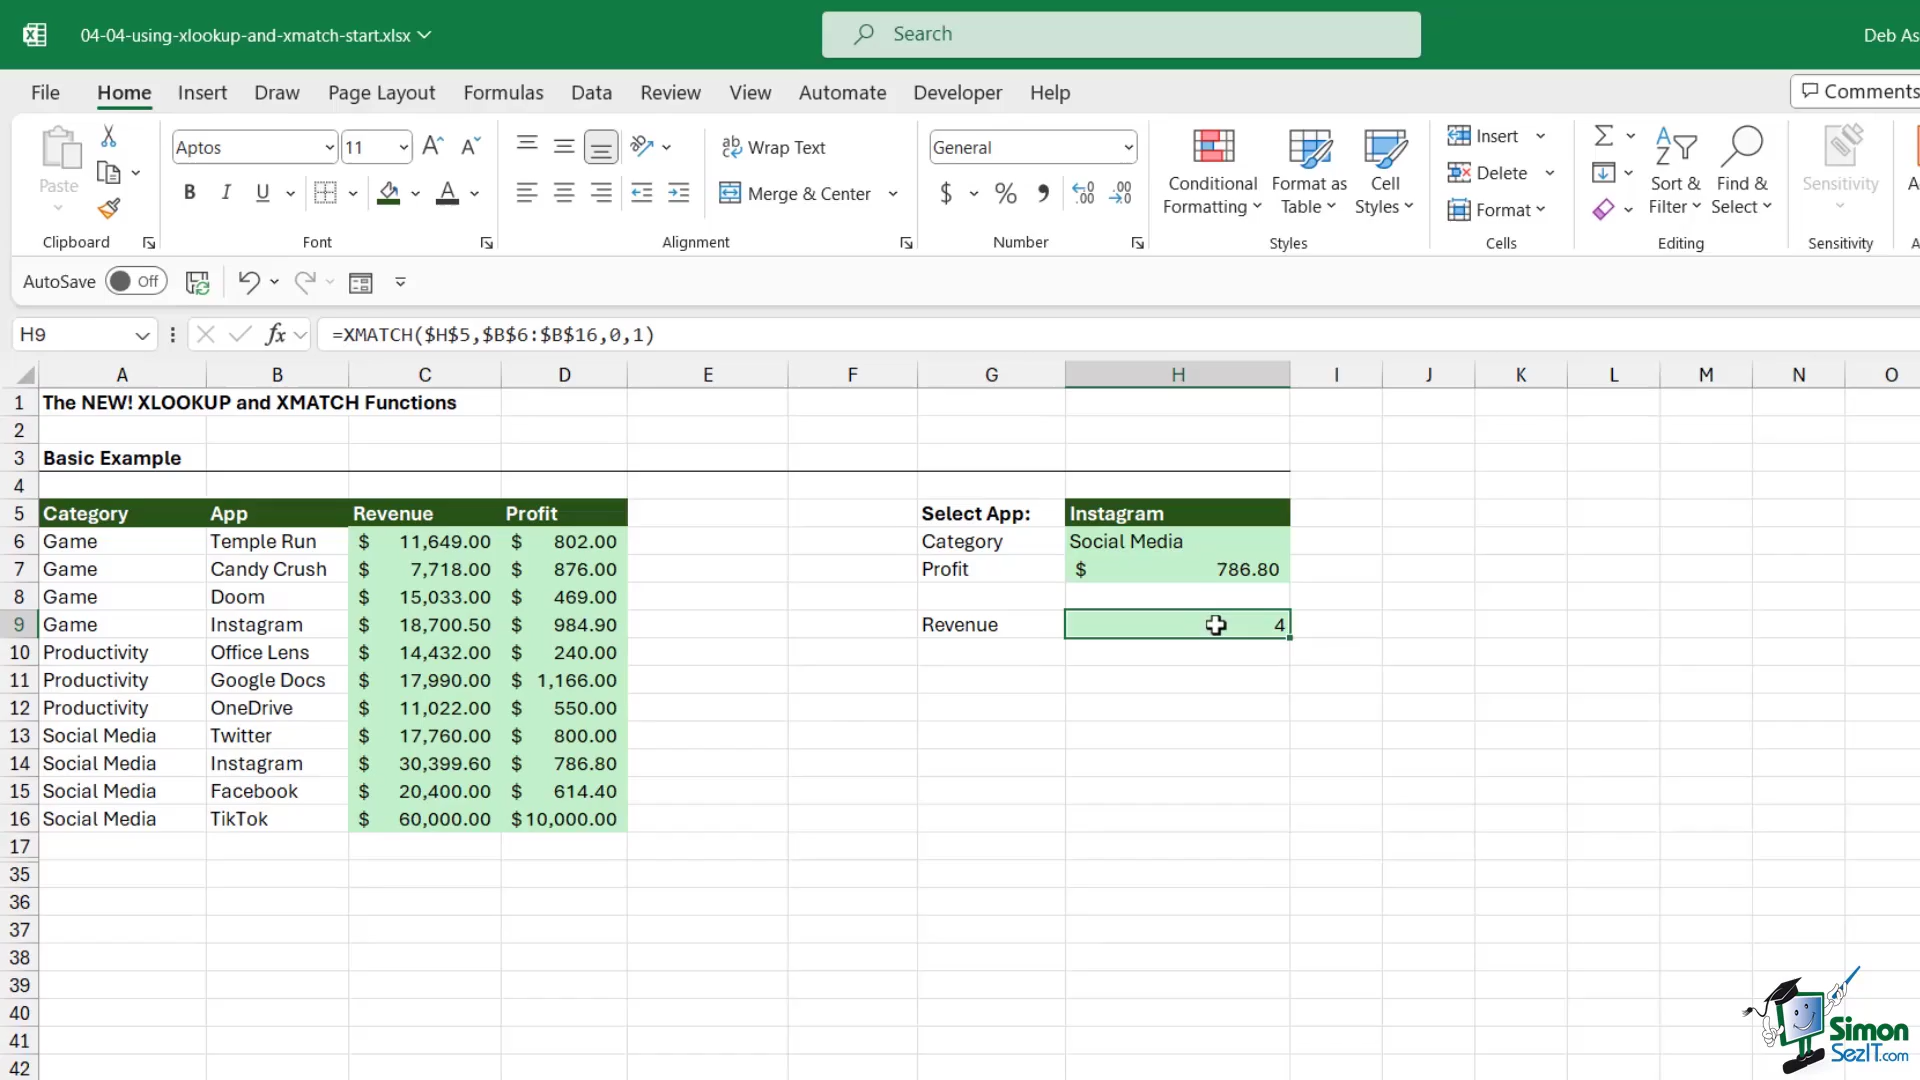 04-04-using-xlookup-and-xmatch-start.xlsx
Search
Deb As
File Home Insert Draw Page Layout Formulas Data Review View Automate Developer Help
Comments
Paste
Clipboard
Aptos 11
B I U A
Font
Wrap Text
Merge & Center
Alignment
General
$ % 9
Number
Conditional Formatting
Format as Table
Cell Styles
Styles
Insert
Delete
Format
Cells
Sort & Filter
Find & Select
Editing
Sensitivity
Sensitivity
AutoSave Off
H9 fx =XMATCH($H$5,$B$6:$B$16,0,1)
A B C D E F G H I J K L M N O
1 The NEW! XLOOKUP and XMATCH Functions
2
3 Basic Example
4
5 Category App Revenue Profit Select App: Instagram
6 Game Temple Run $ 11,649.00 $ 802.00 Category Social Media
7 Game Candy Crush $ 7,718.00 $ 876.00 Profit $ 786.80
8 Game Doom $ 15,033.00 $ 469.00
9 Game Instagram $ 18,700.50 $ 984.90 Revenue 4
10 Productivity Office Lens $ 14,432.00 $ 240.00
11 Productivity Google Docs $ 17,990.00 $ 1,166.00
12 Productivity OneDrive $ 11,022.00 $ 550.00
13 Social Media Twitter $ 17,760.00 $ 800.00
14 Social Media Instagram $ 30,399.60 $ 786.80
15 Social Media Facebook $ 20,400.00 $ 614.40
16 Social Media TikTok $ 60,000.00 $10,000.00
17
35
36
37
38
39
40
41
42
Simon
SezIT.com